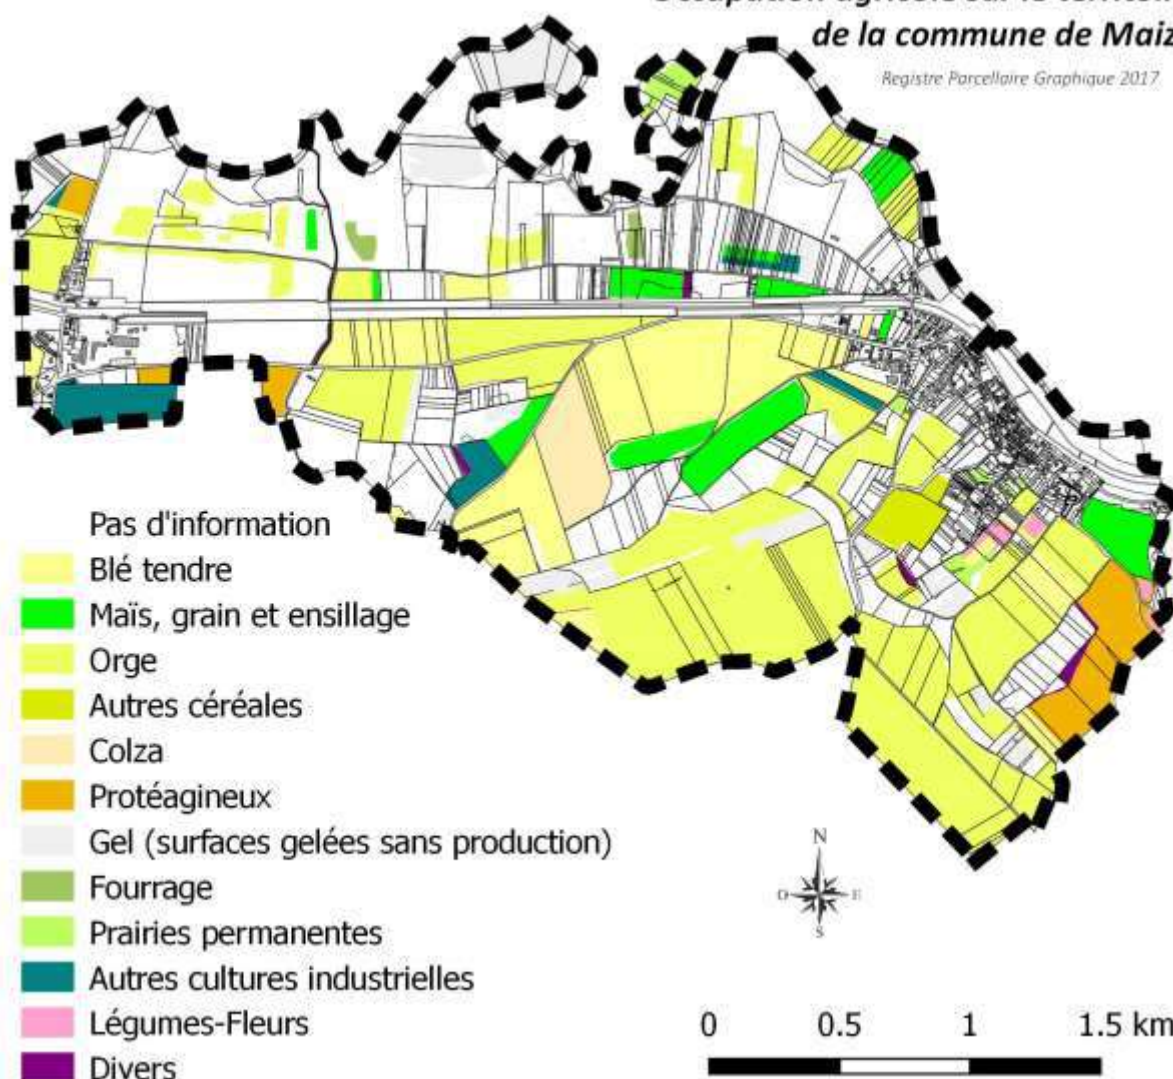 de la commune de Maiz
Registre Parcellaire Graphique 2017
Pas d'information
Blé tendre
Maïs, grain et ensillage
Orge
Autres céréales
Colza
Protéagineux
Gel (surfaces gelées sans production)
Fourrage
Prairies permanentes
Autres cultures industrielles
Légumes-Fleurs
Divers
N
O E
S
0 0.5 1 1.5 km